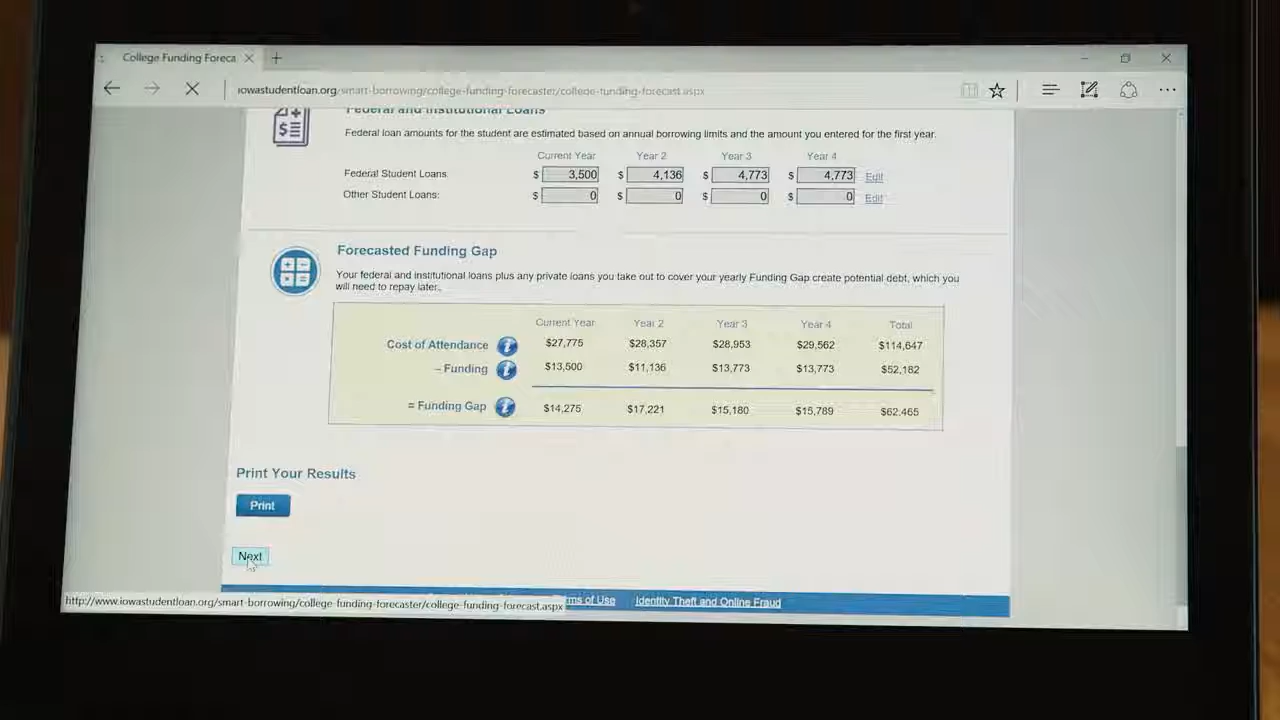 College Funding Foreca
iowastudentloan.org/smart-borrowing/college-funding-forecaster/college-funding-forecast.aspx
Federal and Institutional Loans
Federal loan amounts for the student are estimated based on annual borrowing limits and the amount you entered for the first year.
Current Year Year 2 Year 3 Year 4
Federal Student Loans: $ 3,500 $ 4,136 $ 4,773 $ 4,773 Edit
Other Student Loans: $ 0 $ 0 $ 0 $ 0 Edit
Forecasted Funding Gap
Your federal and institutional loans plus any private loans you take out to cover your yearly Funding Gap create potential debt, which you
will need to repay later.
Current Year Year 2 Year 3 Year 4 Total
Cost of Attendance i $27,775 $28,357 $28,953 $29,562 $114,647
– Funding i $13,500 $11,136 $13,773 $13,773 $52,182
= Funding Gap i $14,275 $17,221 $15,180 $15,789 $62,465
Print Your Results
Print
Next
http://www.iowastudentloan.org/smart-borrowing/college-funding-forecaster/college-funding-forecast.aspx
ms of Use Identity Theft and Online Fraud